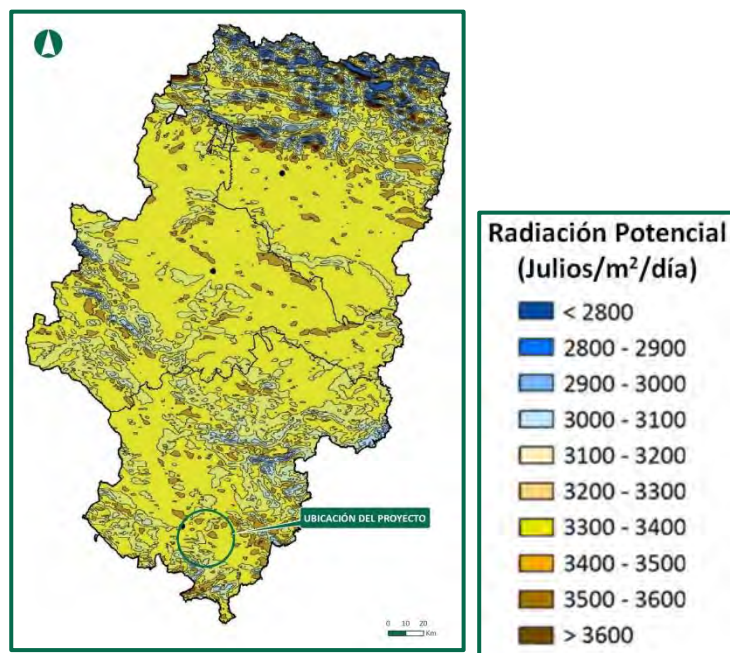 UBICACIÓN DEL PROYECTO
0 10 20
Km
Radiación Potencial
(Julios/m²/día)
< 2800
2800 - 2900
2900 - 3000
3000 - 3100
3100 - 3200
3200 - 3300
3300 - 3400
3400 - 3500
3500 - 3600
> 3600